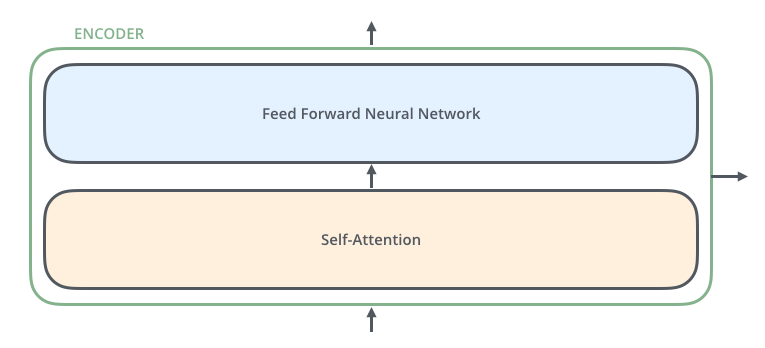 ENCODER
Feed Forward Neural Network
Self-Attention